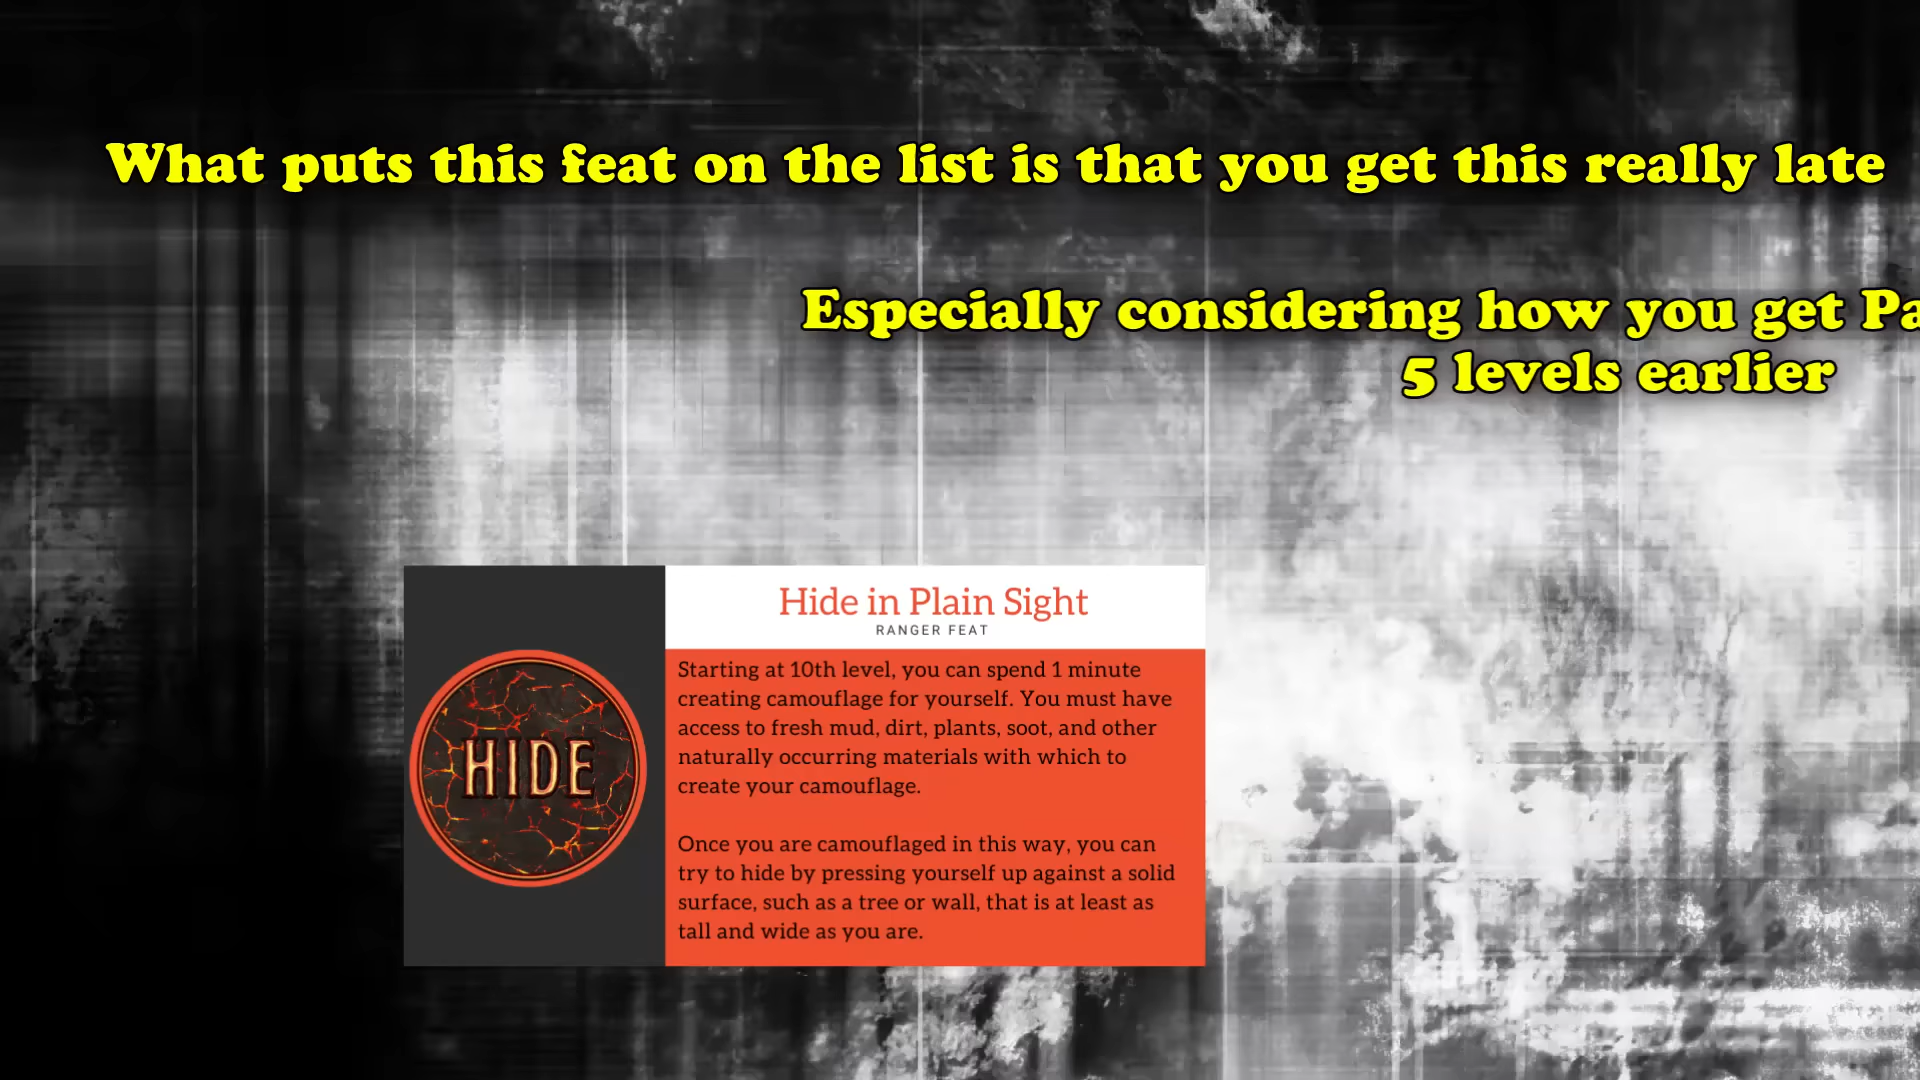 What puts this feat on the list is that you get this really late
Especially considering how you get
5 levels earlier
Hide in Plain Sight
RANGER FEAT
HIDE
Starting at 10th level, you can spend 1 minute
creating camouflage for yourself. You must have
access to fresh mud, dirt, plants, soot, and other
naturally occurring materials with which to
create your camouflage.
Once you are camouflaged in this way, you can
try to hide by pressing yourself up against a solid
surface, such as a tree or wall, that is at least as
tall and wide as you are.